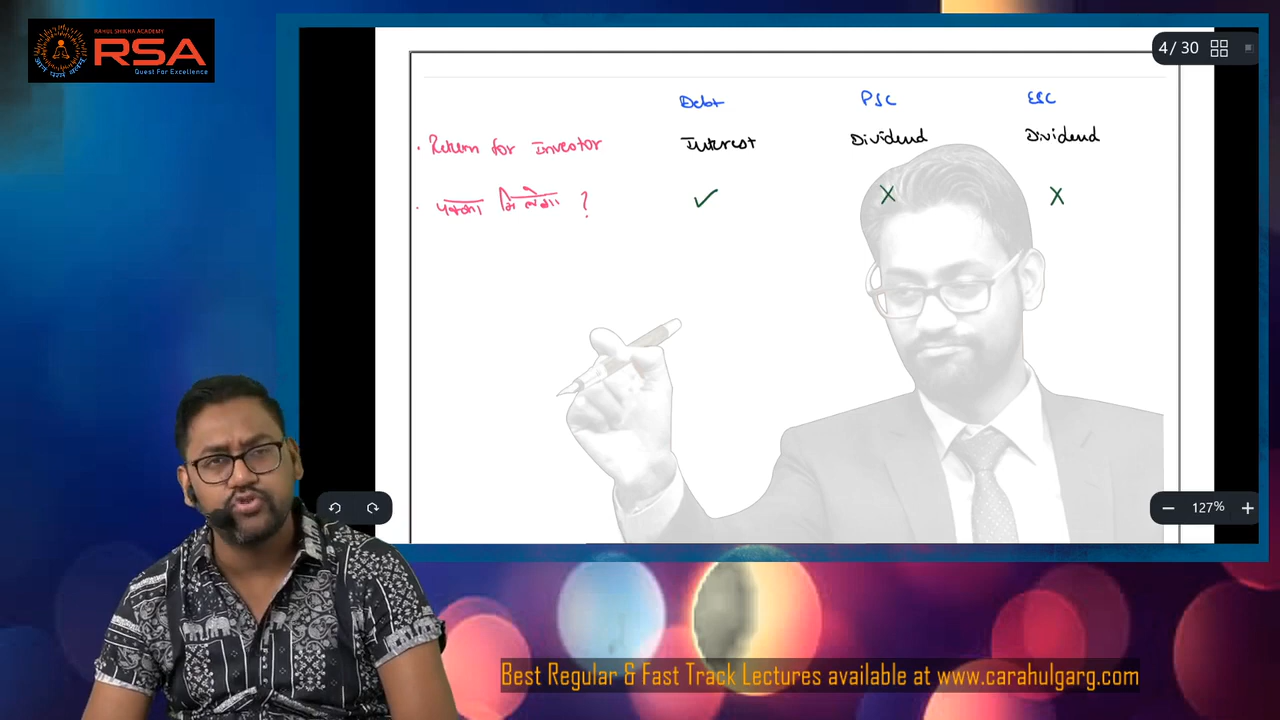 RAHUL SHIKHA ACADEMY
RSA
Quest For Excellence
4 / 30
Debt PSC ESC
· Return for Investor Interest Dividend Dividend
· पक्का मिलेगा ? ✓ X X
127%
Best Regular & Fast Track Lectures available at www.carahulgarg.com